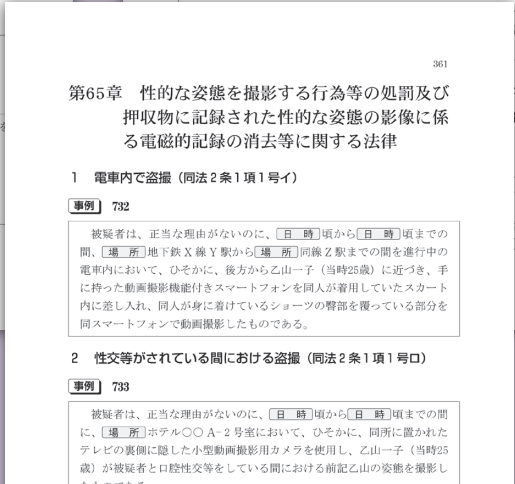 361
第65章　性的な姿態を撮影する行為等の処罰及び
押収物に記録された性的な姿態の影像に係
る電磁的記録の消去等に関する法律
1　電車内で盗撮（同法2条1項1号イ）
事例　732
被疑者は、正当な理由がないのに、日　時頃から日　時頃までの
間、場　所地下鉄X線Y駅から場　所同線Z駅までの間を進行中の
電車内において、ひそかに、後方から乙山一子（当時25歳）に近づき、手
に持った動画撮影機能付きスマートフォンを同人が着用していたスカート
内に差し入れ、同人が身に着けているショーツの臀部を覆っている部分を
同スマートフォンで動画撮影したものである。
2　性交等がされている間における盗撮（同法2条1項1号ロ）
事例　733
被疑者は、正当な理由がないのに、日　時頃から日　時頃までの間
に、場　所ホテル〇〇A-2号室において、ひそかに、同所に置かれた
テレビの裏側に隠した小型動画撮影用カメラを使用し、乙山一子（当時25
歳）が被疑者と口腔性交等をしている間における前記乙山の姿態を撮影し